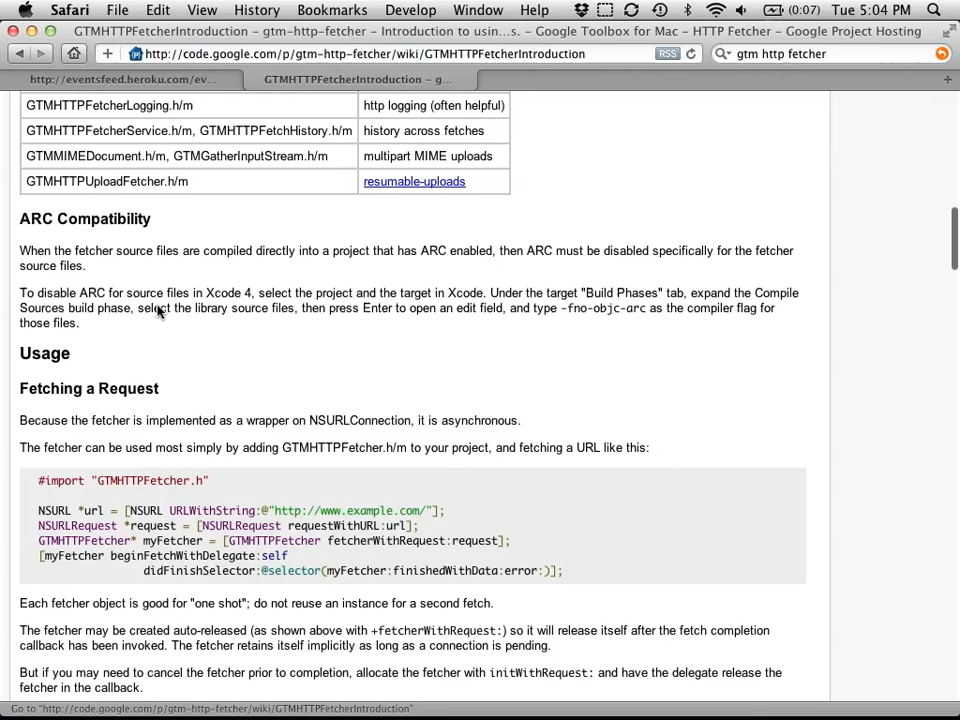 Safari File Edit View History Bookmarks Develop Window Help (0:07) Tue 5:04 PM
GTMHTTPFetcherIntroduction - gtm-http-fetcher - Introduction to using...s. - Google Toolbox for Mac - HTTP Fetcher - Google Project Hosting
http://code.google.com/p/gtm-http-fetcher/wiki/GTMHTTPFetcherIntroduction RSS gtm http fetcher
http://eventsfeed.heroku.com/ev... GTMHTTPFetcherIntroduction – g...
GTMHTTPFetcherLogging.h/m http logging (often helpful)
GTMHTTPFetcherService.h/m, GTMHTTPFetchHistory.h/m history across fetches
GTMMIMEDocument.h/m, GTMGatherInputStream.h/m multipart MIME uploads
GTMHTTPUploadFetcher.h/m resumable-uploads
ARC Compatibility
When the fetcher source files are compiled directly into a project that has ARC enabled, then ARC must be disabled specifically for the fetcher
source files.
To disable ARC for source files in Xcode 4, select the project and the target in Xcode. Under the target "Build Phases" tab, expand the Compile
Sources build phase, select the library source files, then press Enter to open an edit field, and type -fno-objc-arc as the compiler flag for
those files.
Usage
Fetching a Request
Because the fetcher is implemented as a wrapper on NSURLConnection, it is asynchronous.
The fetcher can be used most simply by adding GTMHTTPFetcher.h/m to your project, and fetching a URL like this:
#import "GTMHTTPFetcher.h"
NSURL *url = [NSURL URLWithString:@"http://www.example.com/"];
NSURLRequest *request = [NSURLRequest requestWithURL:url];
GTMHTTPFetcher* myFetcher = [GTMHTTPFetcher fetcherWithRequest:request];
[myFetcher beginFetchWithDelegate:self
didFinishSelector:@selector(myFetcher:finishedWithData:error:)];
Each fetcher object is good for "one shot"; do not reuse an instance for a second fetch.
The fetcher may be created auto-released (as shown above with +fetcherWithRequest:) so it will release itself after the fetch completion
callback has been invoked. The fetcher retains itself implicitly as long as a connection is pending.
But if you may need to cancel the fetcher prior to completion, allocate the fetcher with initWithRequest: and have the delegate release the
fetcher in the callback.
Go to "http://code.google.com/p/gtm-http-fetcher/wiki/GTMHTTPFetcherIntroduction"